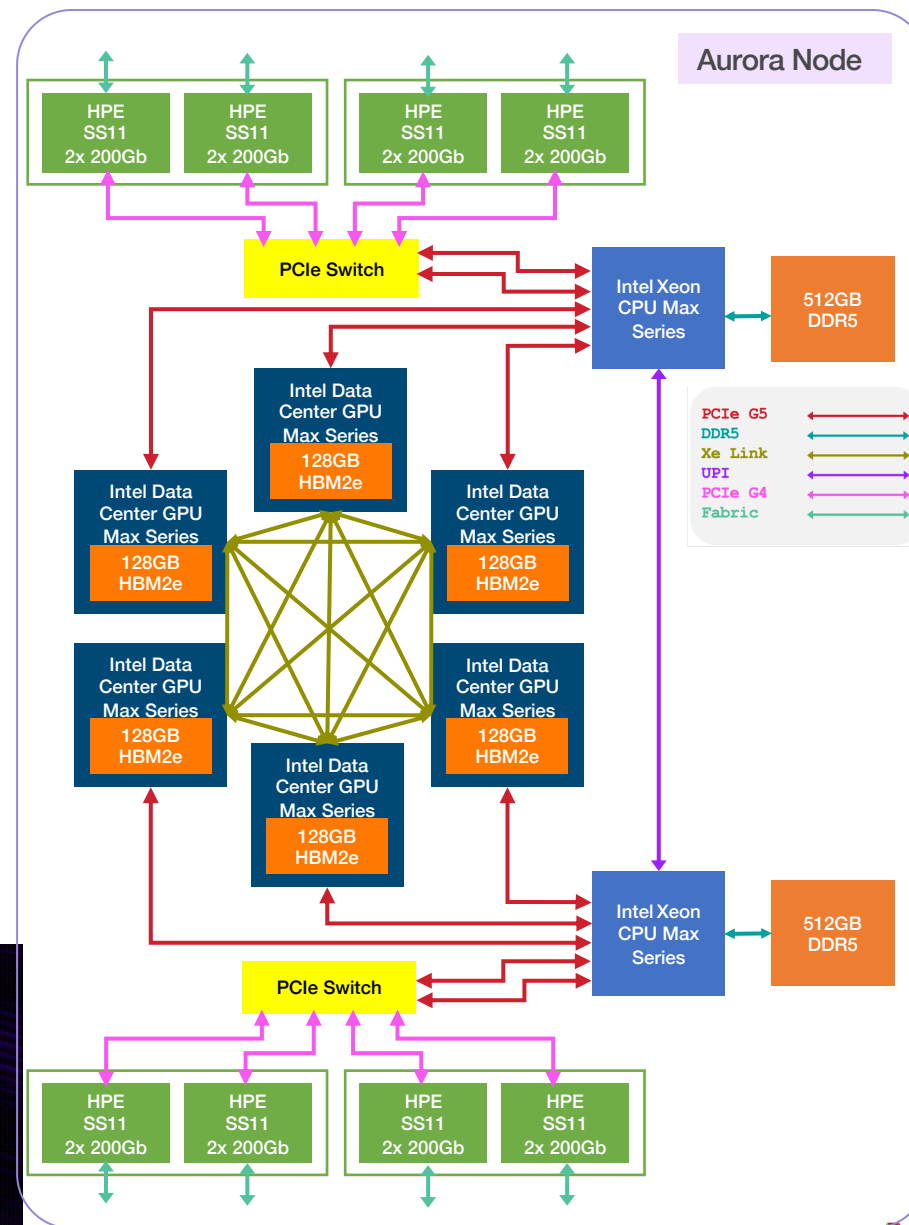 Aurora Node
HPE
SS11
2x 200Gb
HPE
SS11
2x 200Gb
HPE
SS11
2x 200Gb
HPE
SS11
2x 200Gb
PCIe Switch
Intel Xeon
CPU Max
Series
512GB
DDR5
Intel Data
Center GPU
Max Series
128GB
HBM2e
Intel Data
Center GPU
Max Series
128GB
HBM2e
Intel Data
Center GPU
Max Series
128GB
HBM2e
PCIe G5
DDR5
Xe Link
UPI
PCIe G4
Fabric
Intel Data
Center GPU
Max Series
128GB
HBM2e
Intel Data
Center GPU
Max Series
128GB
HBM2e
Intel Data
Center GPU
Max Series
128GB
HBM2e
Intel Xeon
CPU Max
Series
512GB
DDR5
PCIe Switch
HPE
SS11
2x 200Gb
HPE
SS11
2x 200Gb
HPE
SS11
2x 200Gb
HPE
SS11
2x 200Gb